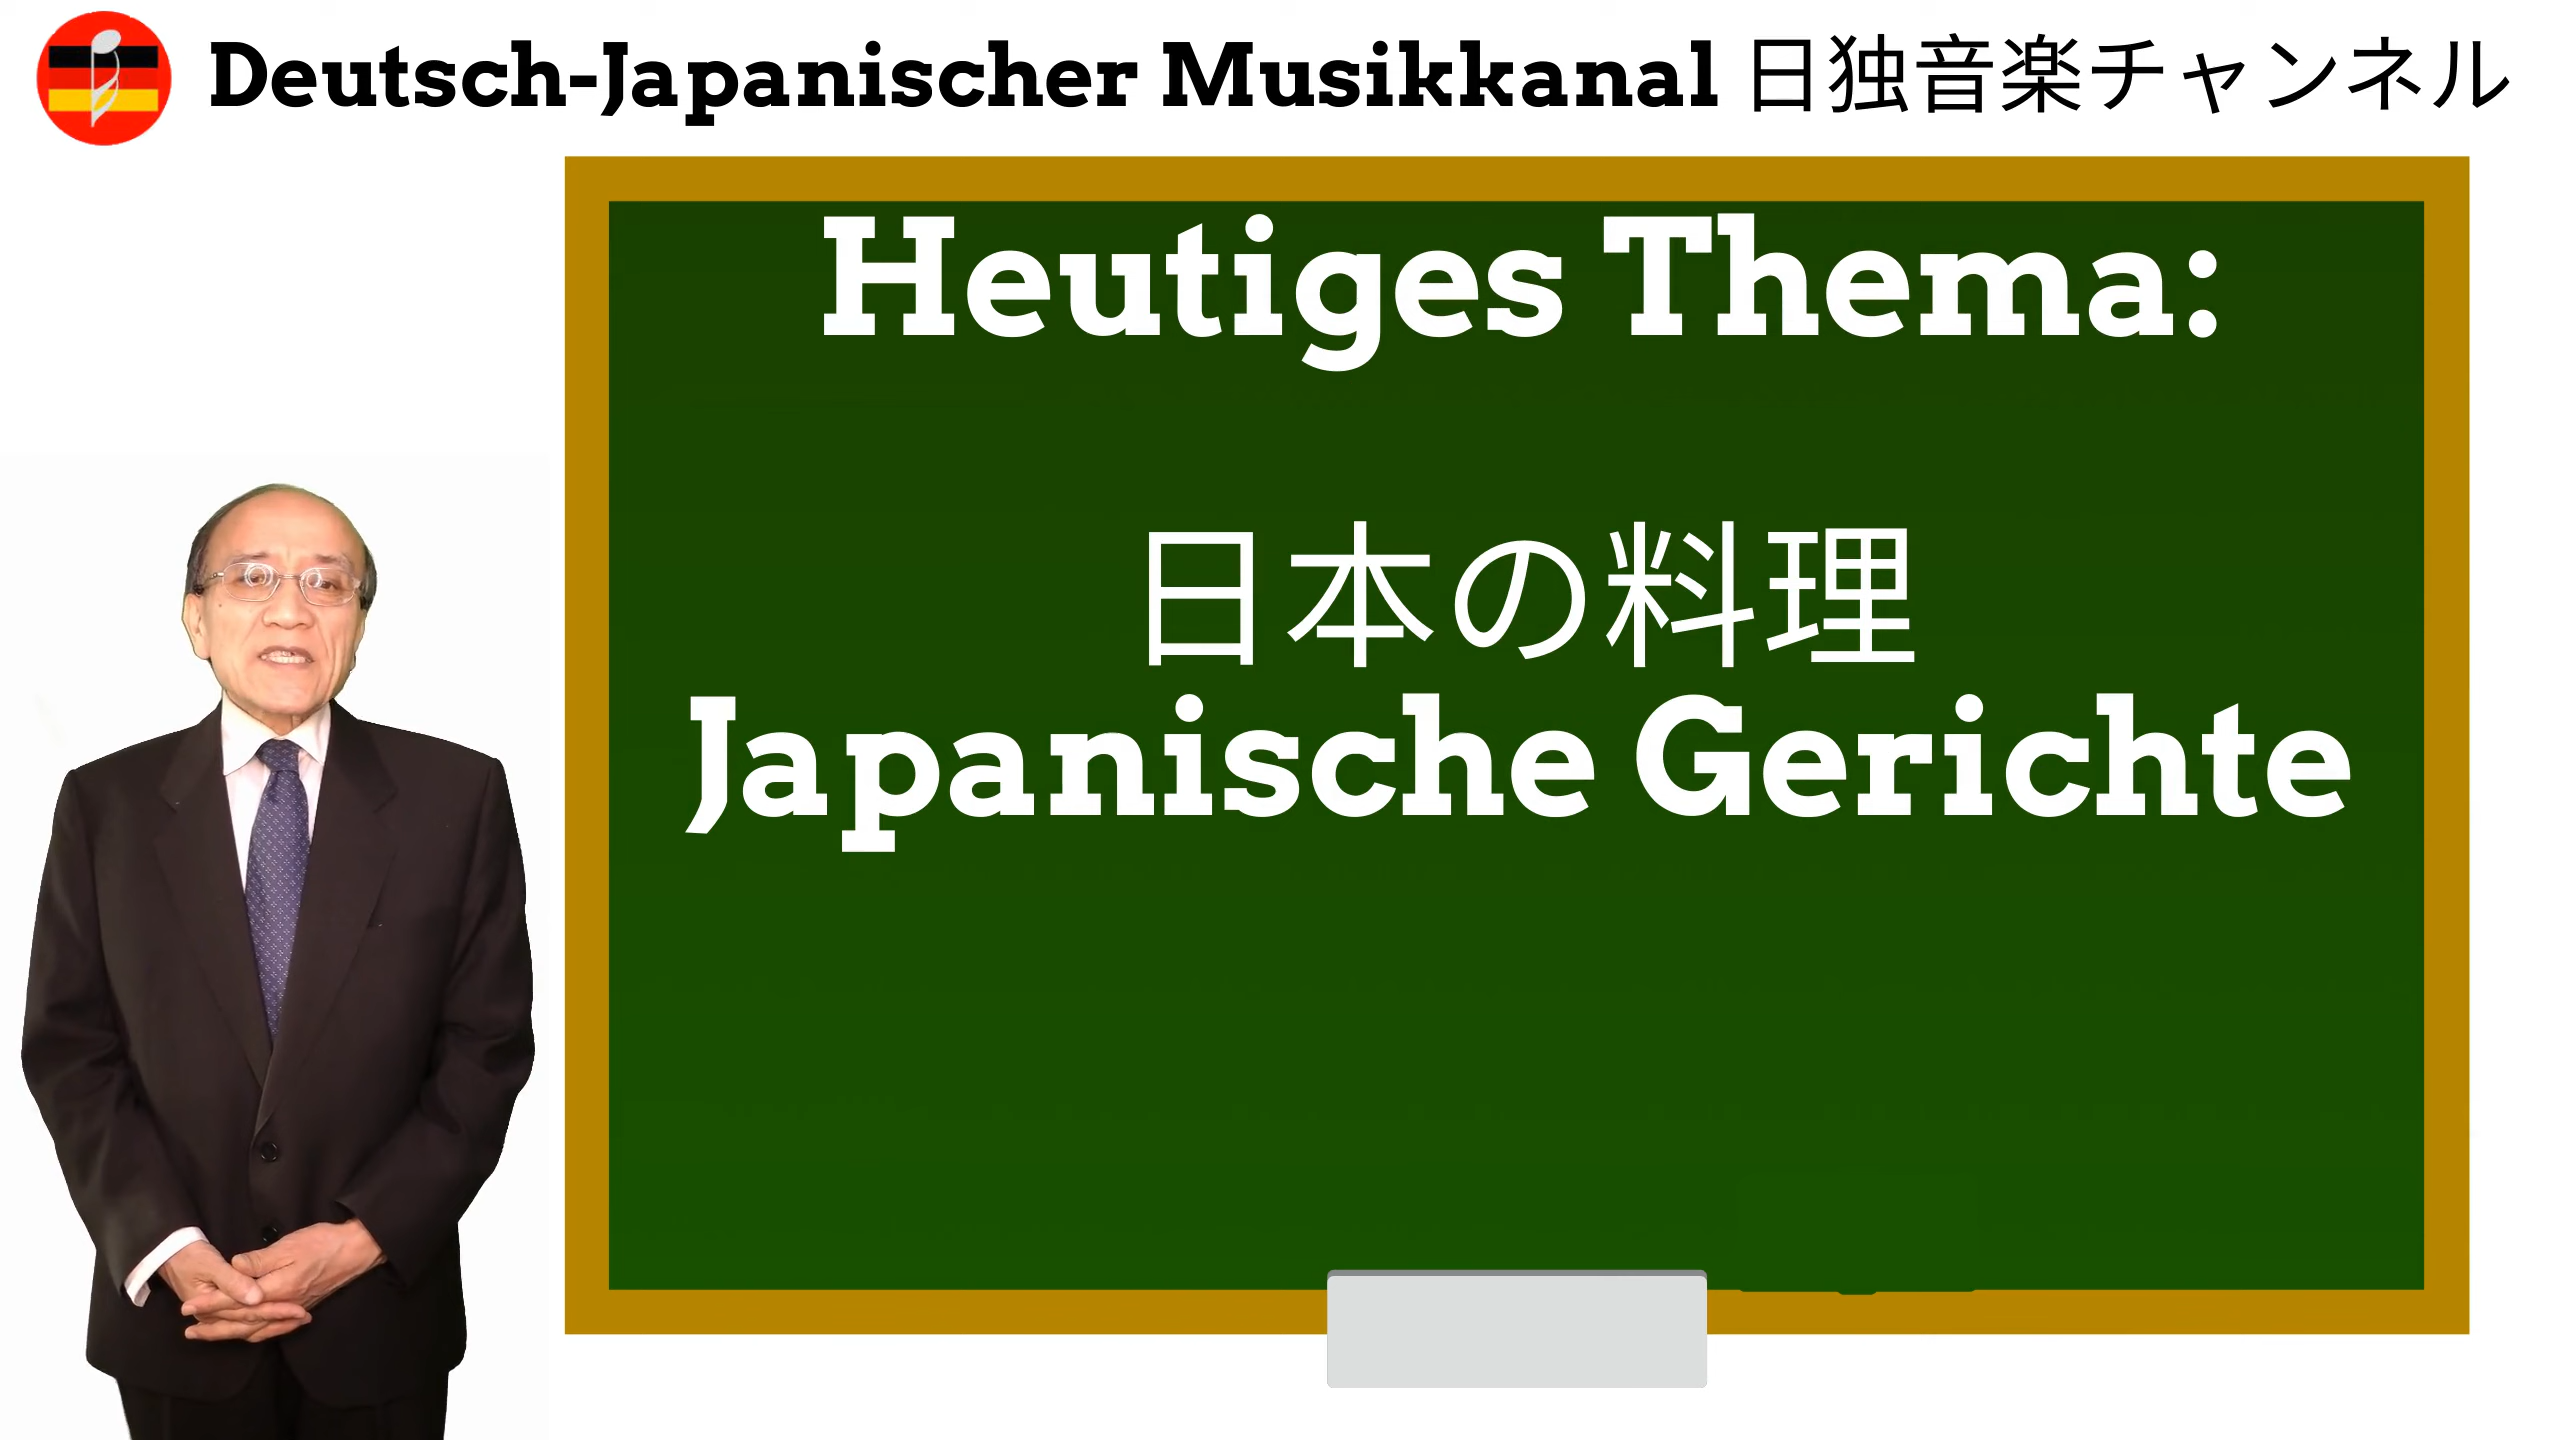 Deutsch-Japanischer Musikkanal 日独音楽チャンネル
Heutiges Thema:
日本の料理
Japanische Gerichte